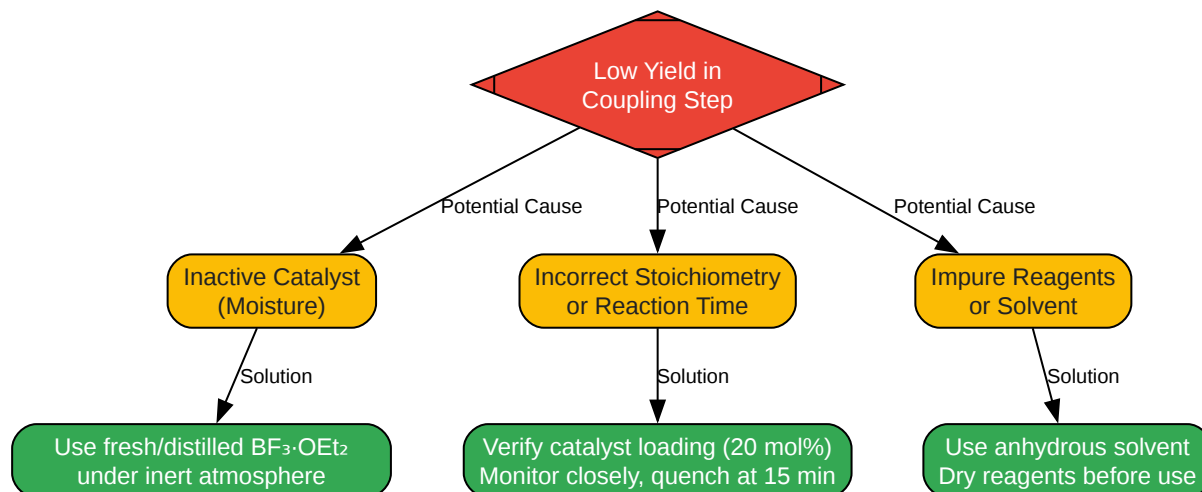 Low Yield in
Coupling Step
Potential Cause
Potential Cause
Potential Cause
Inactive Catalyst
(Moisture)
Incorrect Stoichiometry
or Reaction Time
Impure Reagents
or Solvent
Solution
Solution
Solution
Use fresh/distilled BF₃·OEt₂
under inert atmosphere
Verify catalyst loading (20 mol%)
Monitor closely, quench at 15 min
Use anhydrous solvent
Dry reagents before use